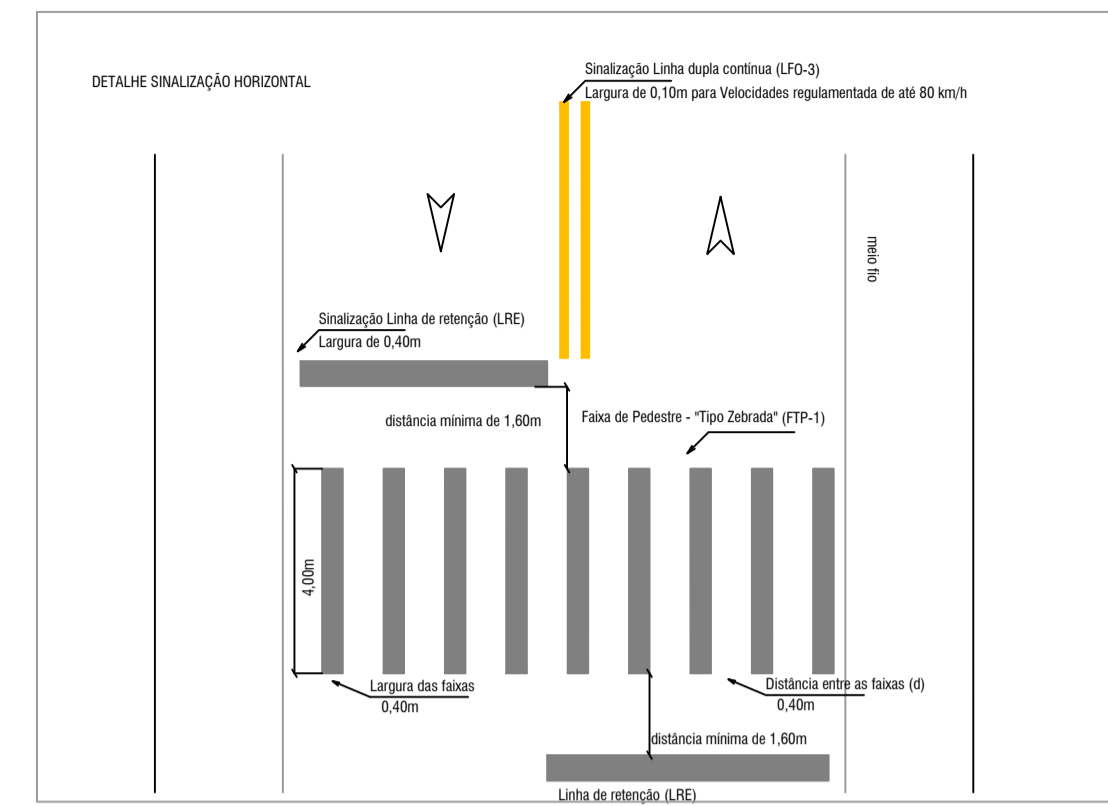 DETALHE SINALIZAÇÃO HORIZONTAL
Sinalização Linha dupla contínua (LFO-3)
Largura de 0,10m para Velocidades regulamentada de até 80 km/h
meio fio
Sinalização Linha de retenção (LRE)
Largura de 0,40m
distância mínima de 1,60m
Faixa de Pedestre - "Tipo Zebrada" (FTP-1)
4,00m
Largura das faixas
0,40m
Distância entre as faixas (d)
0,40m
distância mínima de 1,60m
Linha de retenção (LRE)